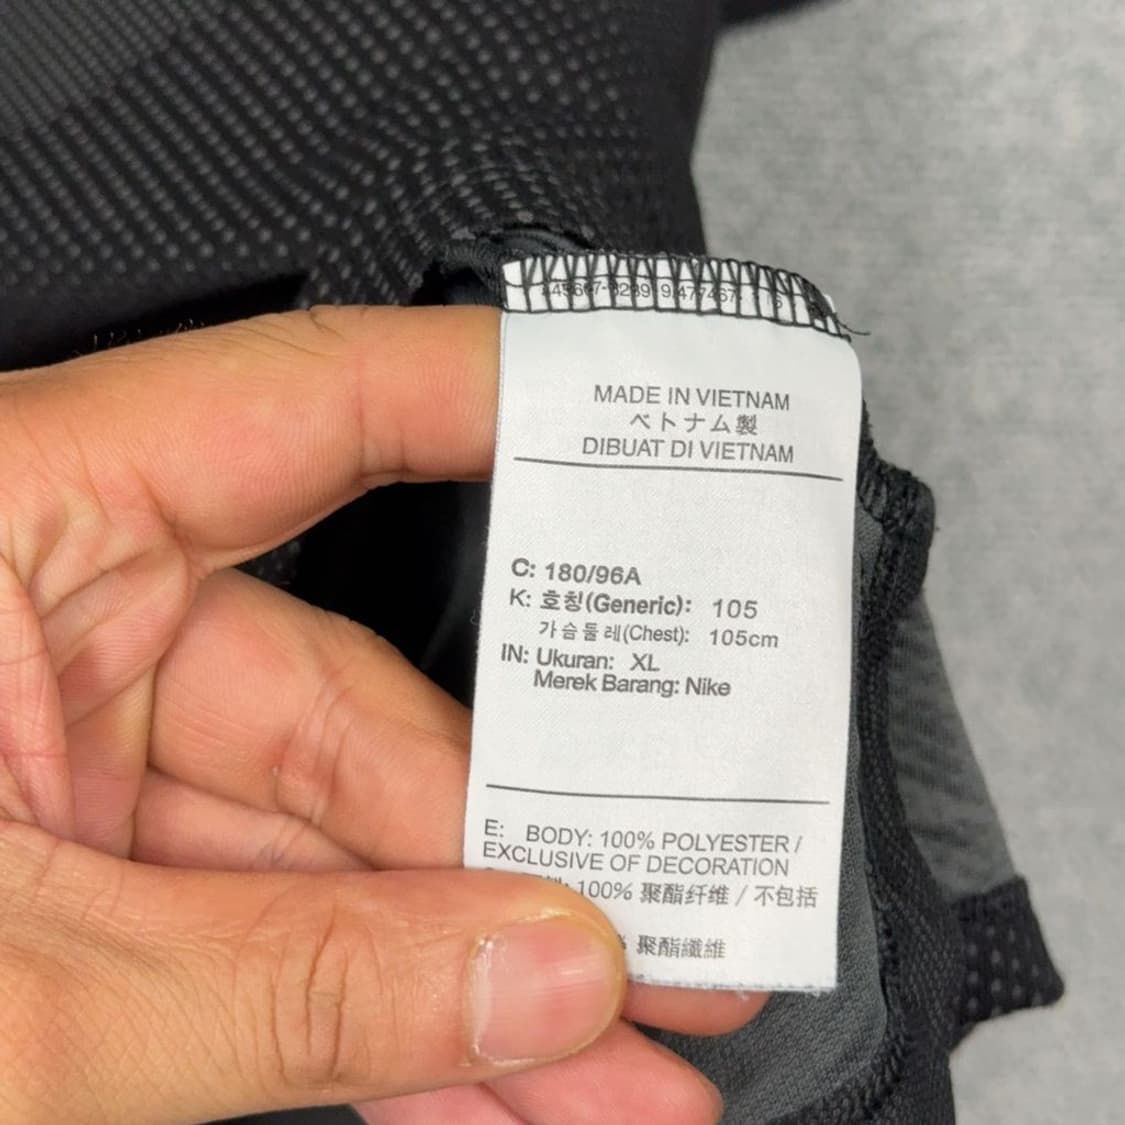 MADE IN VIETNAM
ベトナム製
DIBUAT DI VIETNAM
C: 180/96A
K: 호칭(Generic): 105
가슴둘레(Chest): 105cm
IN: Ukuran: XL
Merek Barang: Nike
E: BODY: 100% POLYESTER /
EXCLUSIVE OF DECORATION
100% 聚酯纤维 / 不包括
聚酯纖維